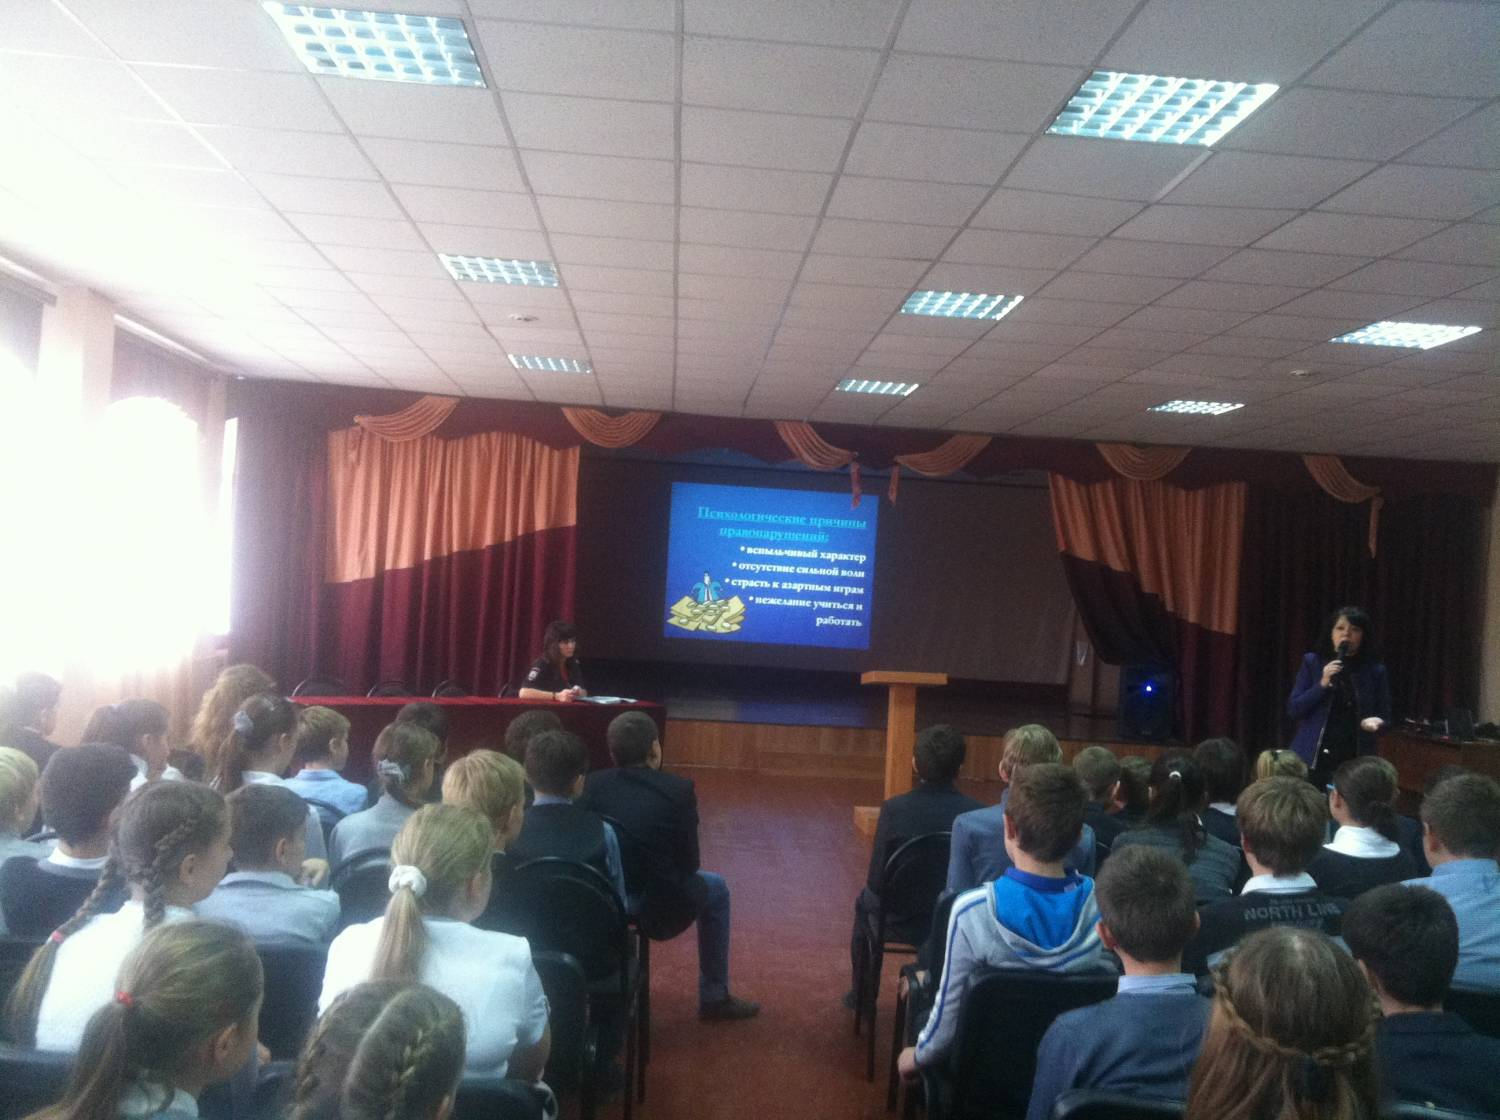 Психологические причины
правонарушений:
• вспыльчивый характер
• отсутствие сильной воли
• страсть к азартным играм
• нежелание учиться и
работать
NORTH LINE